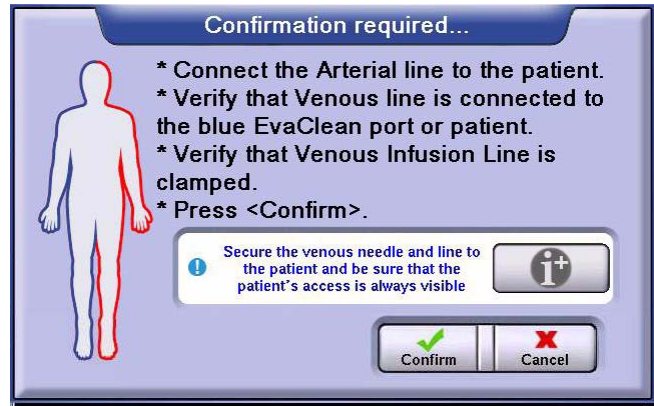 Confirmation required...
* Connect the Arterial line to the patient.
* Verify that Venous line is connected to
the blue EvaClean port or patient.
* Verify that Venous Infusion Line is
clamped.
* Press <Confirm>.
Secure the venous needle and line to
the patient and be sure that the
patient's access is always visible
i+
Confirm
Cancel